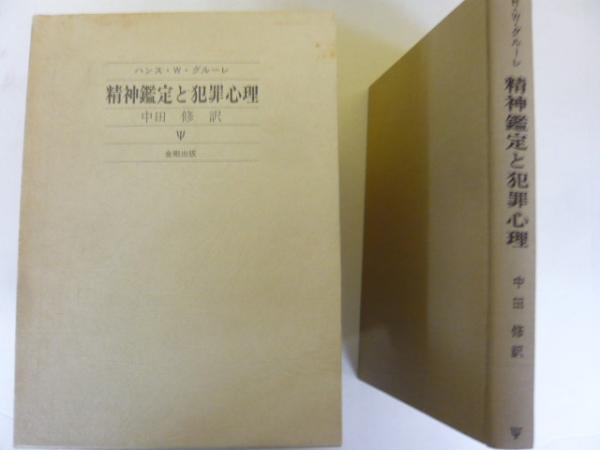 ハンス・W・グルーレ
精神鑑定と犯罪心理
中田 修 訳
Ψ
金剛出版
H・W・グルーレ
精神鑑定と犯罪心理
中田 修 訳
Ψ